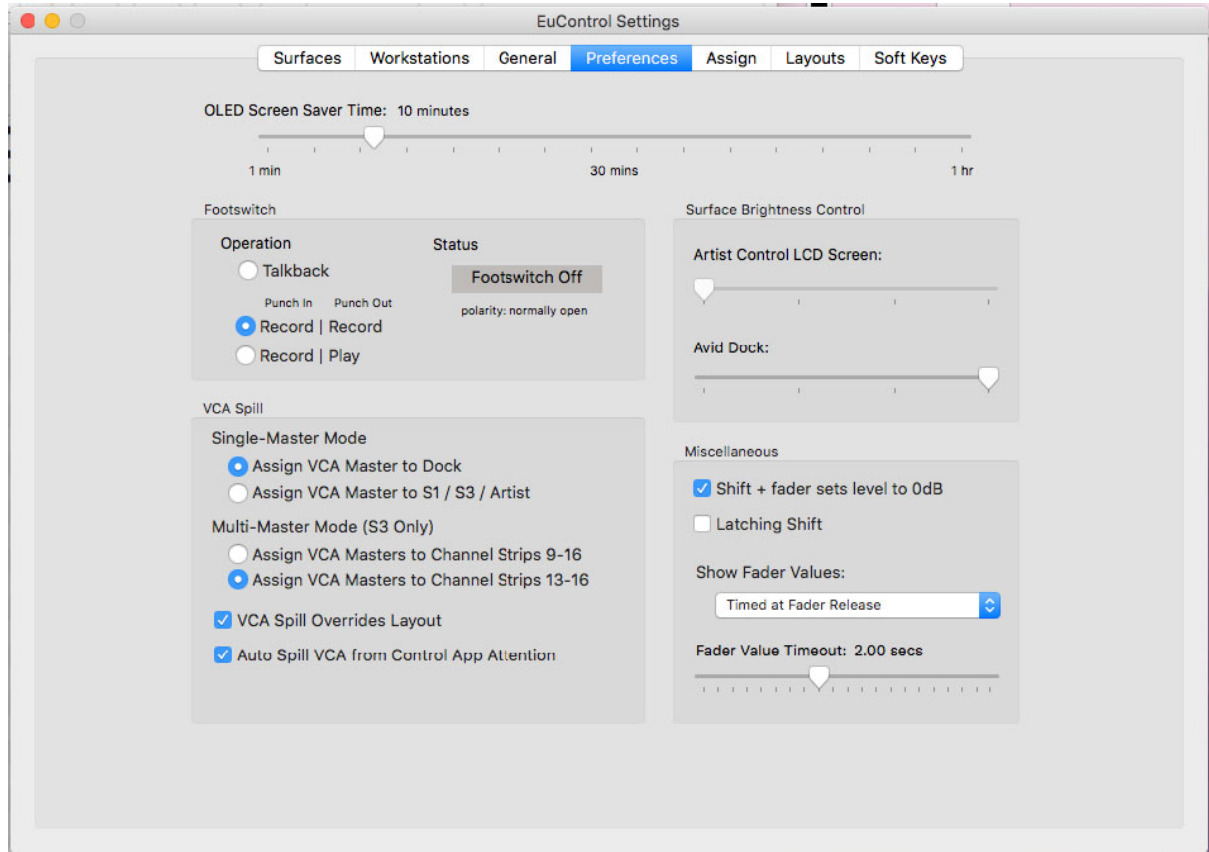 EuControl Settings
Surfaces Workstations General Preferences Assign Layouts Soft Keys
OLED Screen Saver Time: 10 minutes
1 min 30 mins 1 hr
Footswitch
Operation Status
Talkback
Footswitch Off
Punch In Punch Out
polarity: normally open
Record | Record
Record | Play
Surface Brightness Control
Artist Control LCD Screen:
Avid Dock:
VCA Spill
Single-Master Mode
Assign VCA Master to Dock
Assign VCA Master to S1 / S3 / Artist
Multi-Master Mode (S3 Only)
Assign VCA Masters to Channel Strips 9-16
Assign VCA Masters to Channel Strips 13-16
VCA Spill Overrides Layout
Auto Spill VCA from Control App Attention
Miscellaneous
Shift + fader sets level to 0dB
Latching Shift
Show Fader Values:
Timed at Fader Release
Fader Value Timeout: 2.00 secs